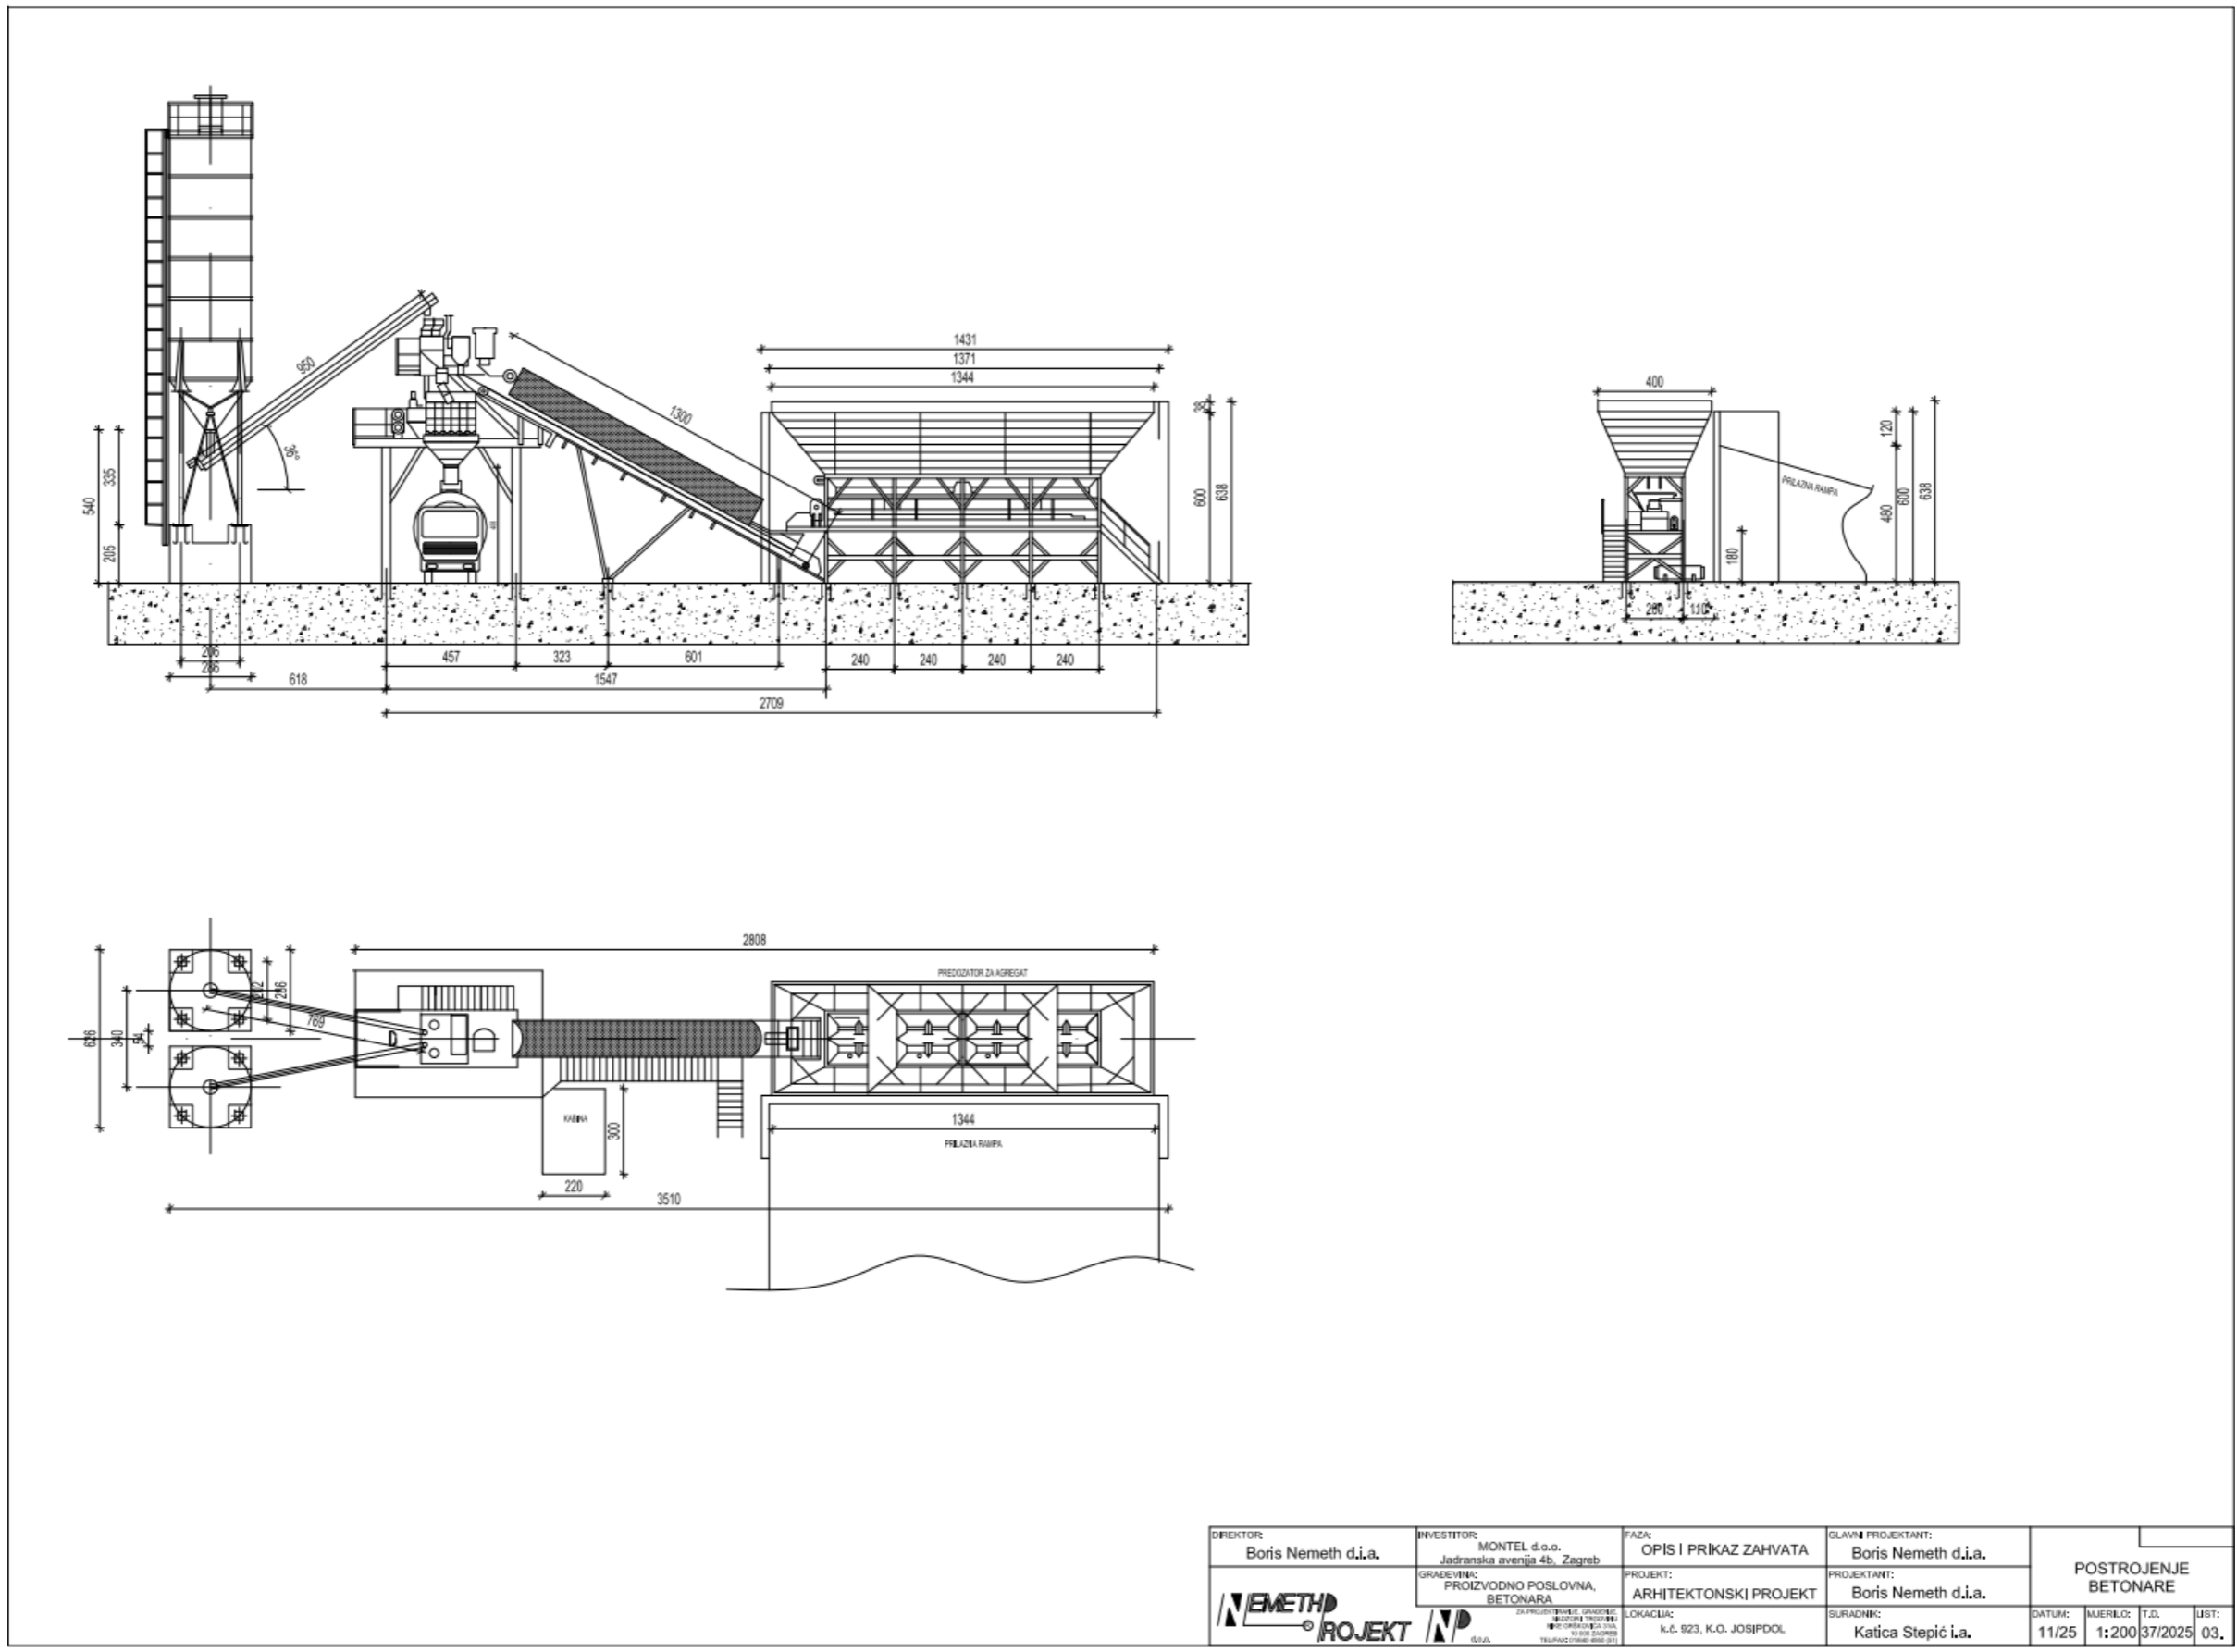 1431
1371
1344
950
36°
1300
38
600
638
540
335
205
206
286
618
457
323
601
240
240
240
240
1547
2709
400
120
480
600
638
180
PRILAZNA RAMPA
110
2808
PREDOZATOR ZA AGREGAT
626
340
54
286
769
KABINA
300
220
1344
PRILAZNA RAMPA
3510
DIREKTOR:
Boris Nemeth d.i.a.
NEMETH PROJEKT
INVESTITOR:
MONTEL d.o.o.
Jadranska avenija 4b, Zagreb
GRAĐEVINA:
PROIZVODNO POSLOVNA,
BETONARA
NP
d.o.o.
FAZA:
OPIS I PRIKAZ ZAHVATA
PROJEKT:
ARHITEKTONSKI PROJEKT
LOKACIJA:
k.č. 923, K.O. JOSIPDOL
GLAVNI PROJEKTANT:
Boris Nemeth d.i.a.
PROJEKTANT:
Boris Nemeth d.i.a.
SURADNIK:
Katica Stepić i.a.
POSTROJENJE
BETONARE
DATUM:
11/25
MJERILO:
1:200
T.D.
37/2025
LIST:
03.